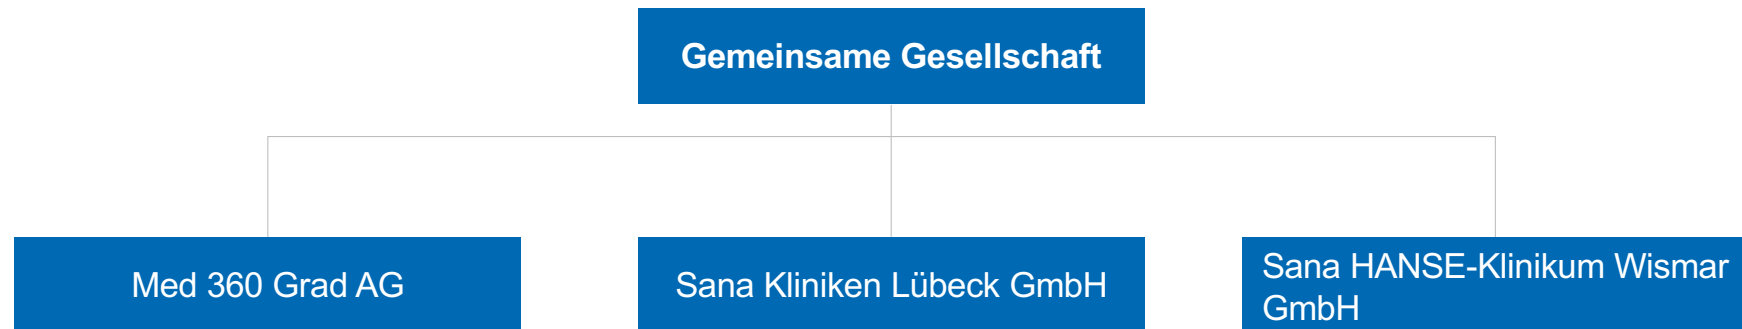 Gemeinsame Gesellschaft
Med 360 Grad AG
Sana Kliniken Lübeck GmbH
Sana HANSE-Klinikum Wismar
GmbH